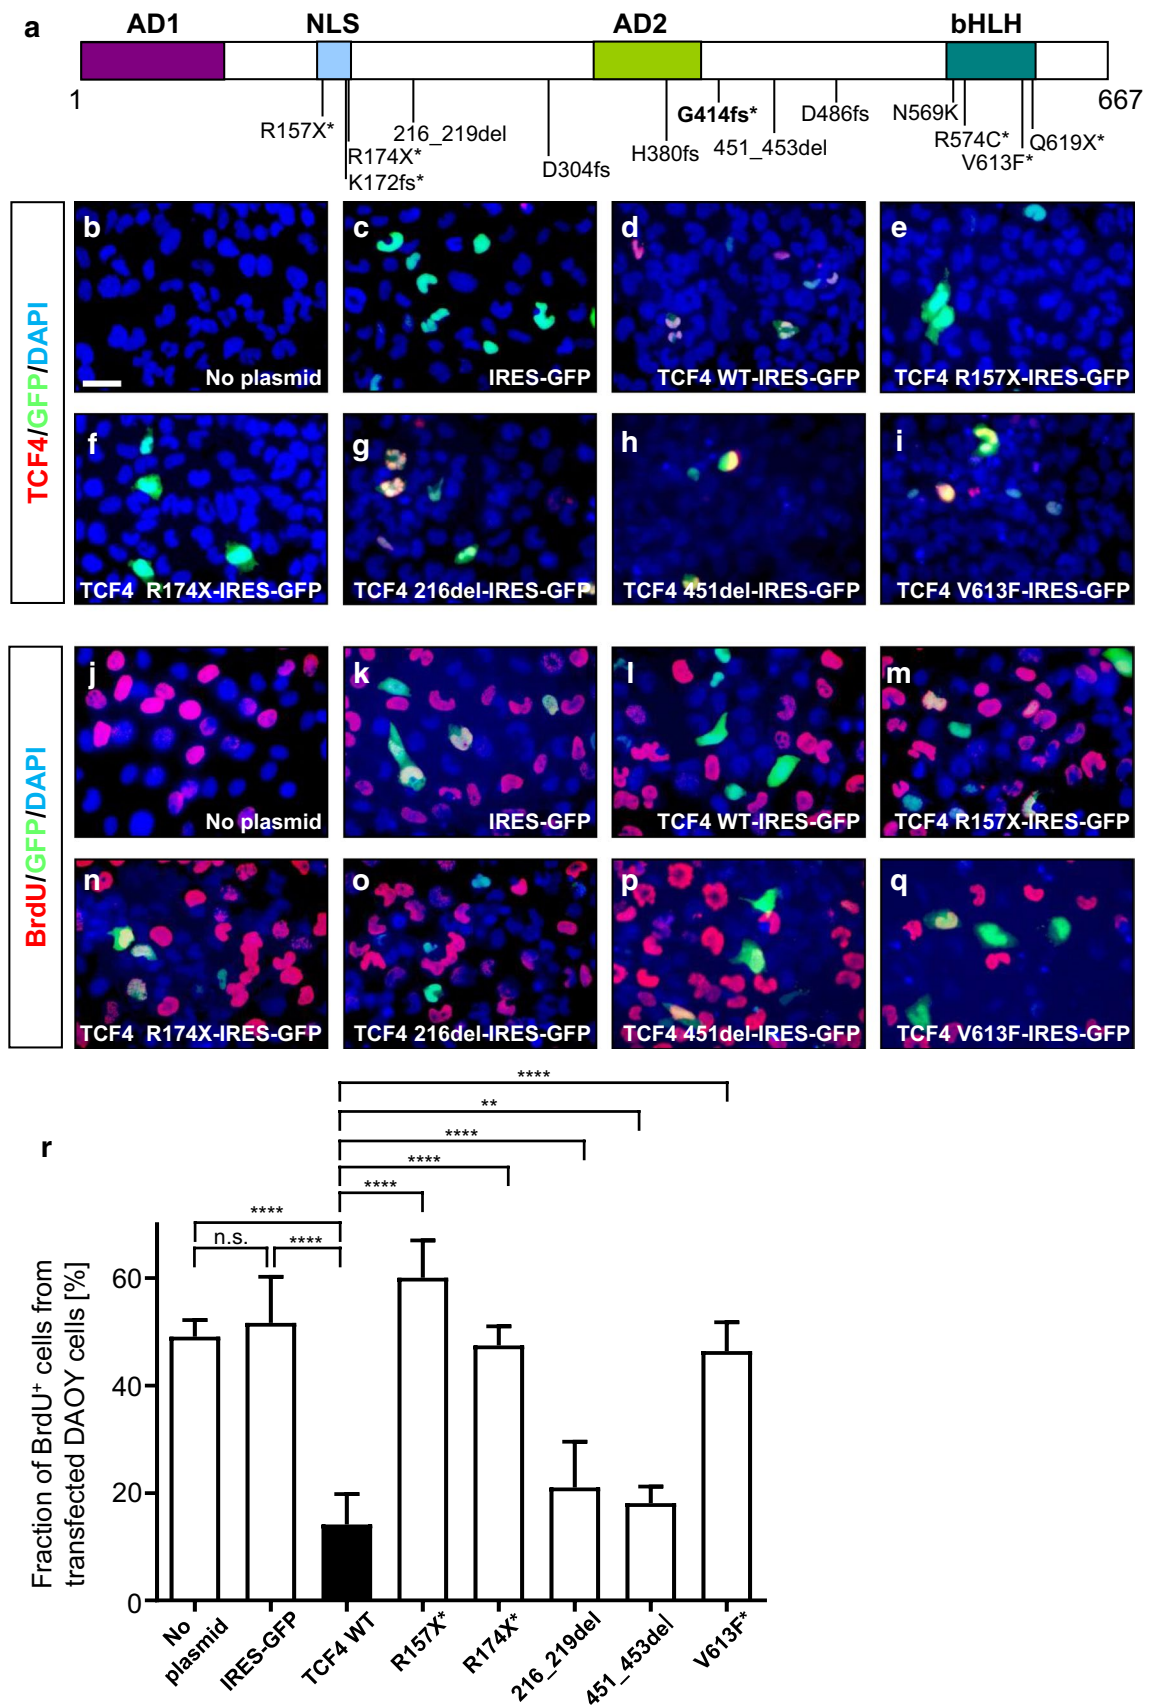 a
AD1 NLS AD2 bHLH
1 667
R157X*
R174X*
K172fs*
216_219del
D304fs
H380fs
G414fs*
451_453del
D486fs
N569K
R574C*
V613F*
Q619X*
TCF4/GFP/DAPI
b No plasmid
c IRES-GFP
d TCF4 WT-IRES-GFP
e TCF4 R157X-IRES-GFP
f TCF4 R174X-IRES-GFP
g TCF4 216del-IRES-GFP
h TCF4 451del-IRES-GFP
i TCF4 V613F-IRES-GFP
BrdU/GFP/DAPI
j No plasmid
k IRES-GFP
l TCF4 WT-IRES-GFP
m TCF4 R157X-IRES-GFP
n TCF4 R174X-IRES-GFP
o TCF4 216del-IRES-GFP
p TCF4 451del-IRES-GFP
q TCF4 V613F-IRES-GFP
r
****
**
****
****
****
****
n.s. ****
Fraction of BrdU⁺ cells from
transfected DAOY cells [%]
60
40
20
0
No
plasmid
IRES-GFP
TCF4 WT
R157X*
R174X*
216_219del
451_453del
V613F*